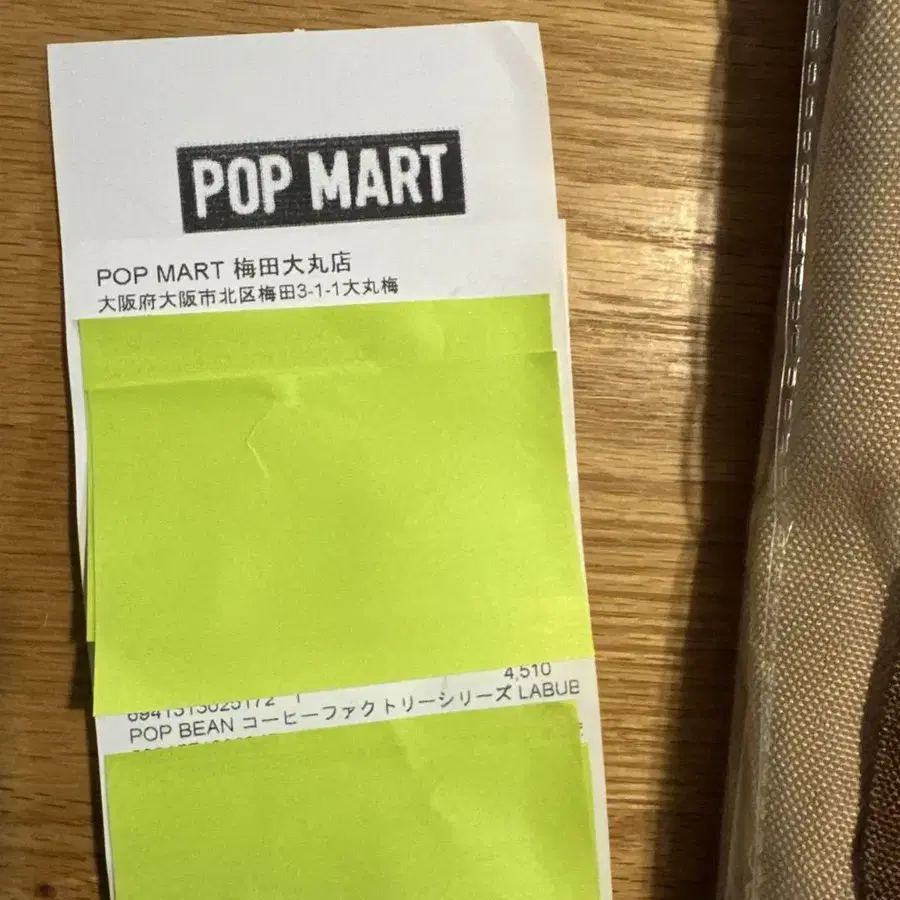 POP MART
POP MART 梅田大丸店
大阪府大阪市北区梅田3-1-1大丸梅
4,510
6941515025172 1
POP BEAN コーヒーファクトリーシリーズ LABUB